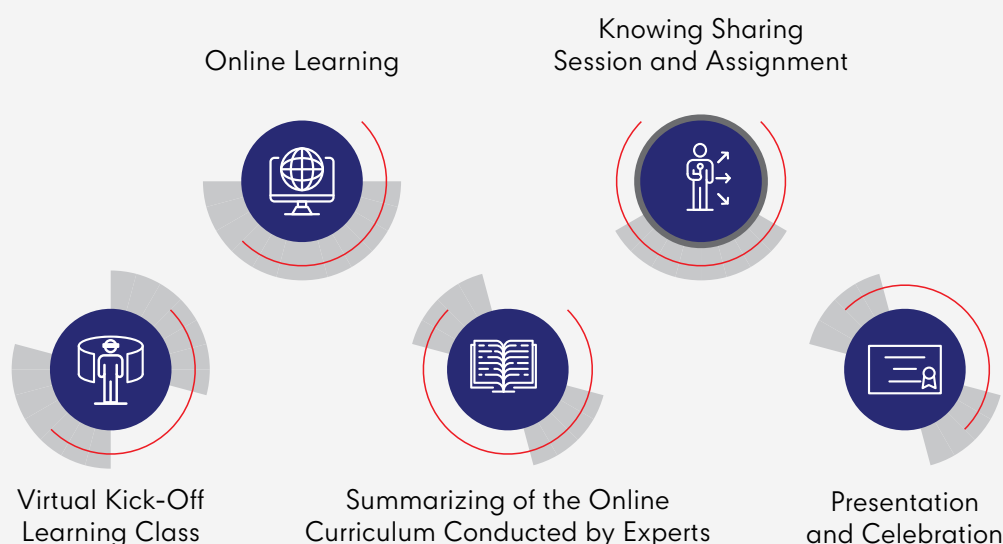 Knowing Sharing
Online Learning
Session and Assignment
Virtual Kick-Off
Learning Class
Summarizing of the Online
Curriculum Conducted by Experts
Presentation
and Celebration